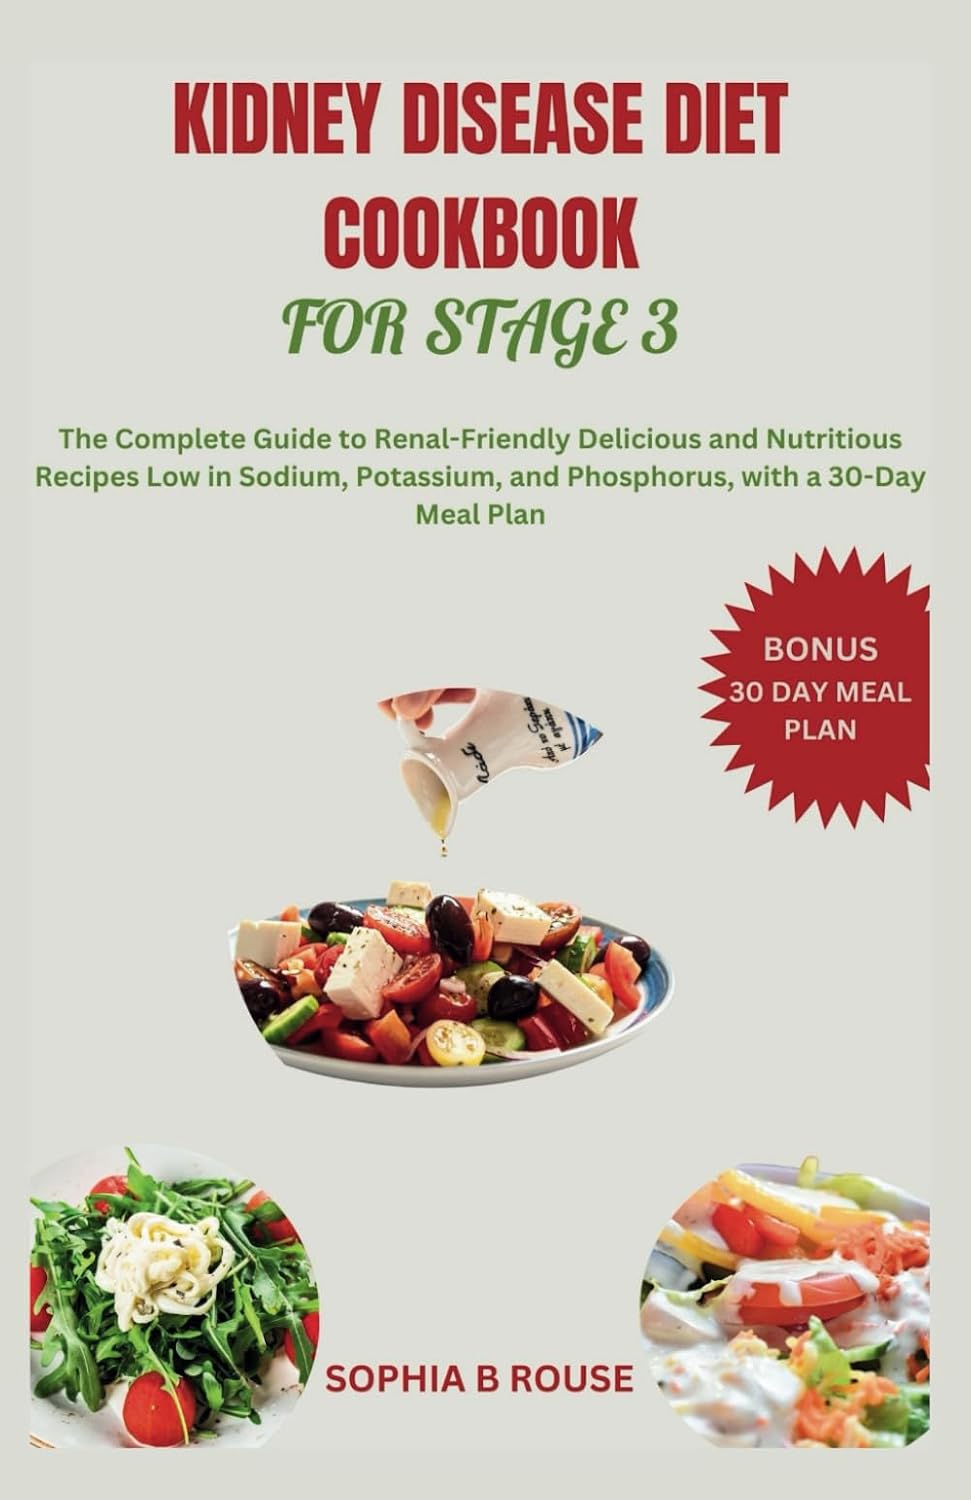 KIDNEY DISEASE DIET
COOKBOOK
FOR STAGE 3
The Complete Guide to Renal-Friendly Delicious and Nutritious
Recipes Low in Sodium, Potassium, and Phosphorus, with a 30-Day
Meal Plan
BONUS
30 DAY MEAL
PLAN
SOPHIA B ROUSE